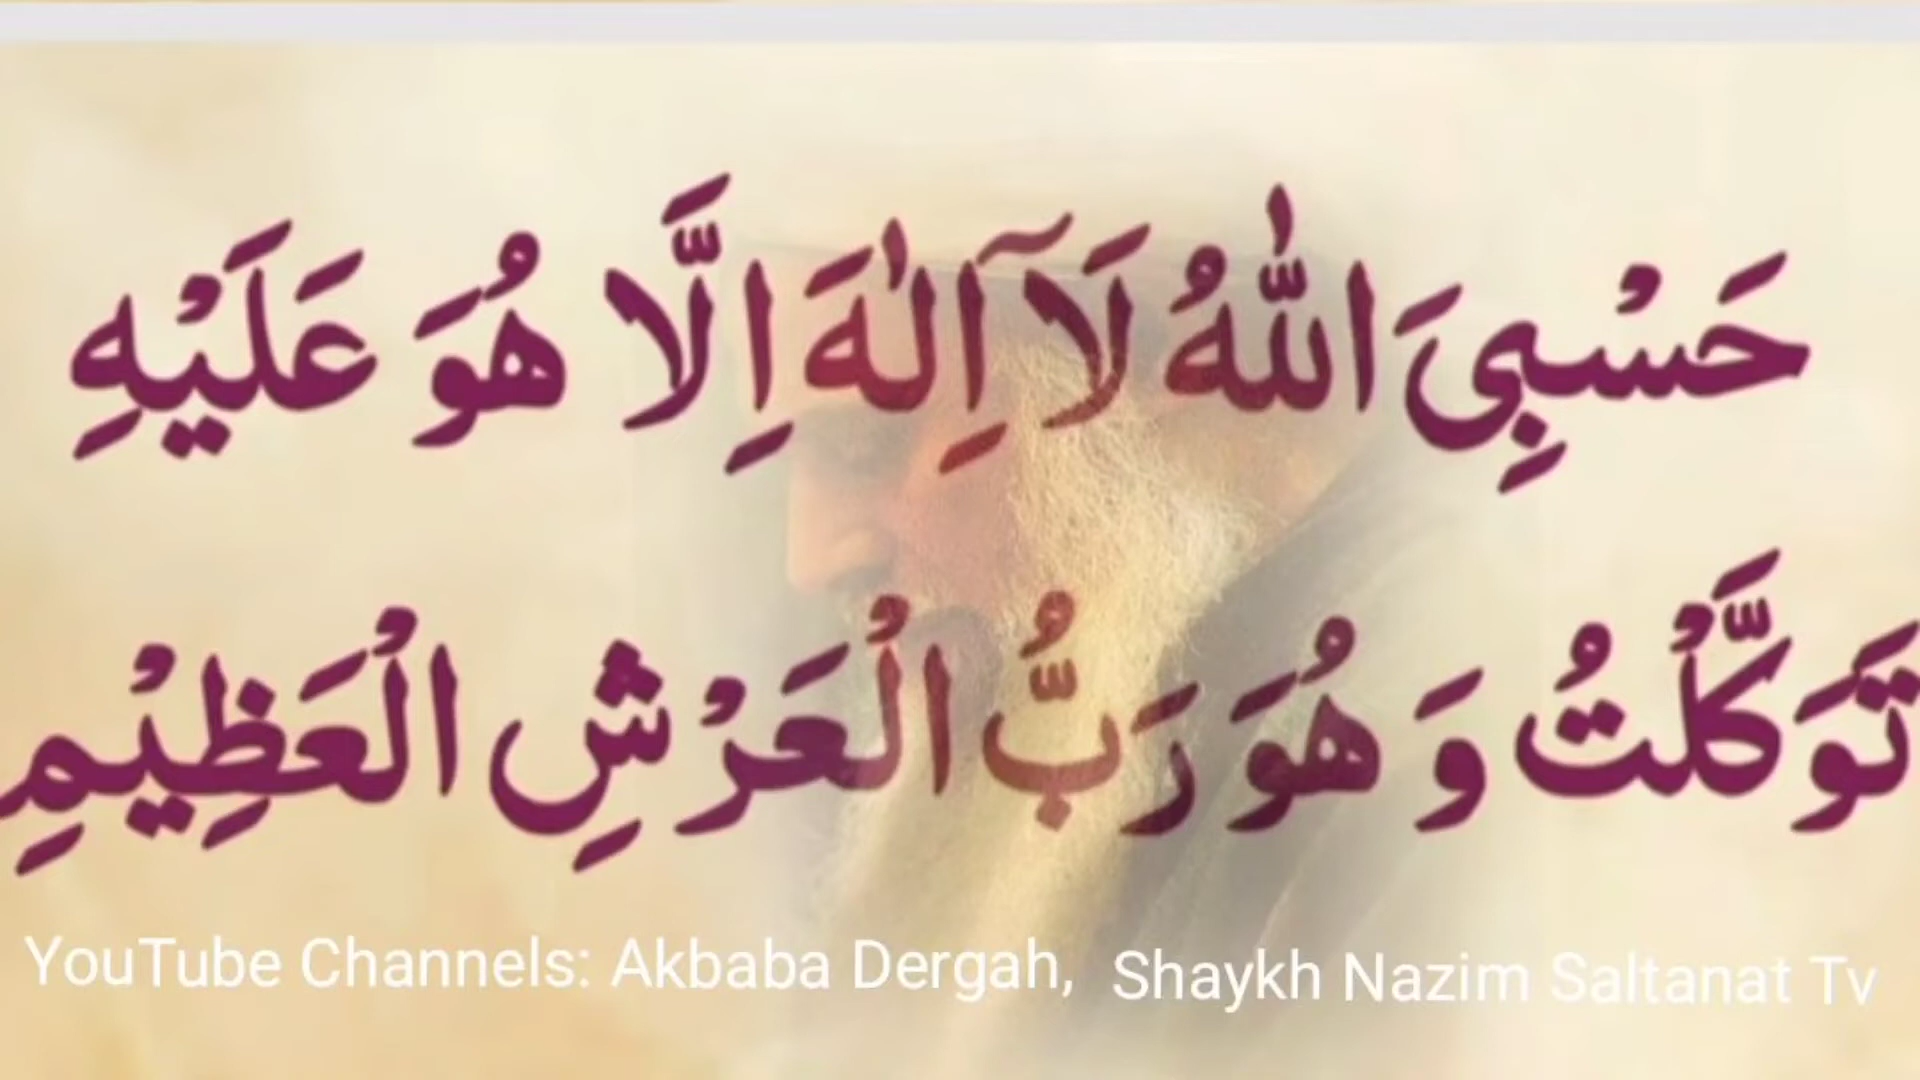 حَسْبِىَ اللّٰهُ لَآ اِلٰهَ اِلَّا هُوَ عَلَيْهِ
تَوَكَّلْتُ وَ هُوَ رَبُّ الْعَرْشِ الْعَظِيْمِ
YouTube Channels: Akbaba Dergah, Shaykh Nazim Saltanat Tv